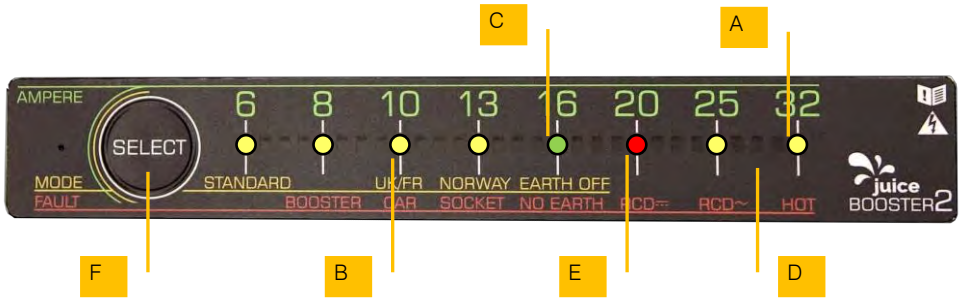 C A
AMPERE 6 8 10 13 16 20 25 32
SELECT
MODE STANDARD UK/FR NORWAY EARTH OFF
FAULT BOOSTER CAR SOCKET NO EARTH RCD⎓ RCD~ HOT
juice
BOOSTER2
F B E D